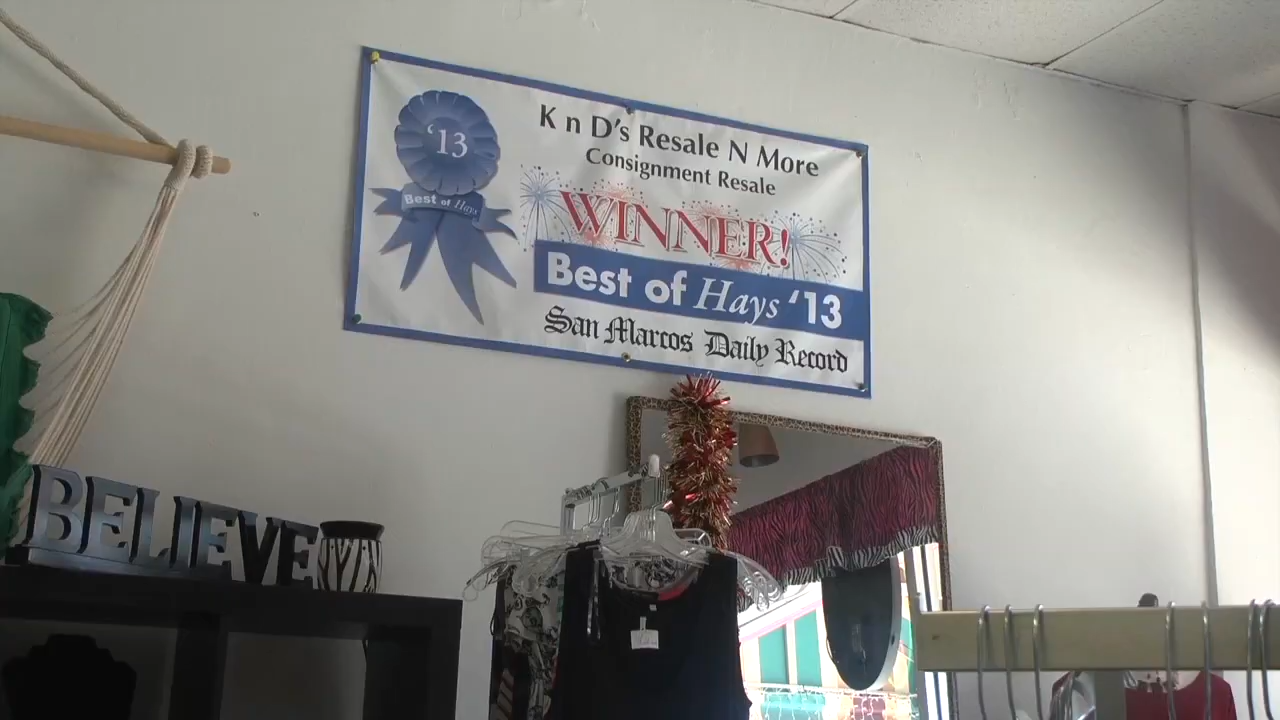 '13
Best of Hays
K n D's Resale N More
Consignment Resale
WINNER!
Best of Hays '13
San Marcos Daily Record
BELIEVE